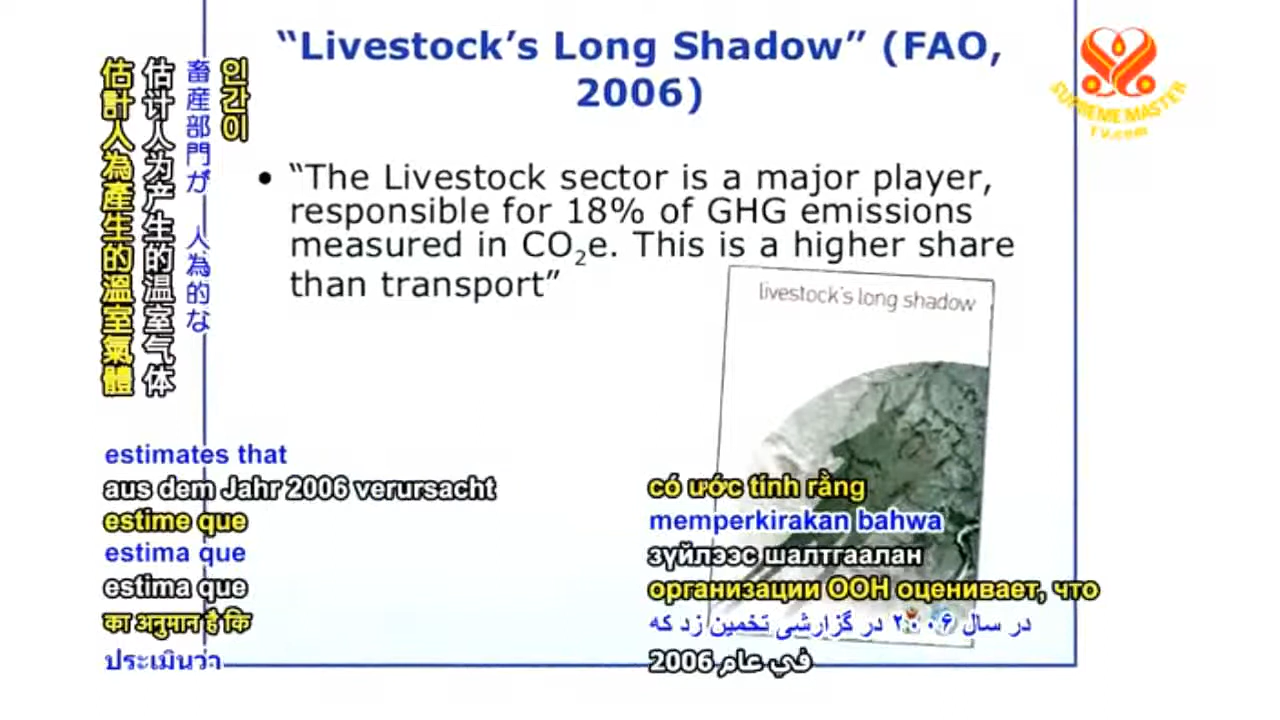 “Livestock’s Long Shadow” (FAO,
2006)
• “The Livestock sector is a major player,
responsible for 18% of GHG emissions
measured in CO₂e. This is a higher share
than transport”
livestock's long shadow
SUPREME MASTER
TV.com
인간이
畜産部門が 人為的な
估计人为产生的温室气体
估計人為產生的溫室氣體
estimates that
aus dem Jahr 2006 verursacht
estime que
estima que
estima que
का अनुमान है कि
ประเมินว่า
có ước tính rằng
memperkirakan bahwa
зүйлээс шалтгаалан
организации ООН оценивает, что
در سال ۲۰۰۶ در گزارشی تخمین زد که
في عام 2006